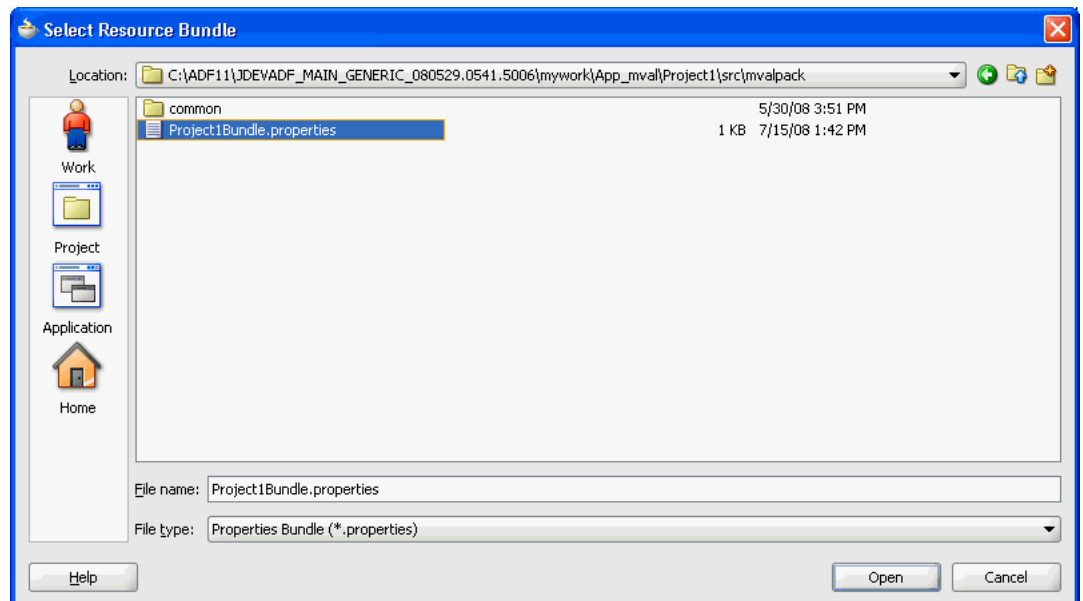 Select Resource Bundle
Location: C:\ADF11\JDEVADF_MAIN_GENERIC_080529.0541.5006\mywork\App_mval\Project1\src\mvalpack
common 5/30/08 3:51 PM
Project1Bundle.properties 1 KB 7/15/08 1:42 PM
Work
Project
Application
Home
File name: Project1Bundle.properties
File type: Properties Bundle (*.properties)
Help Open Cancel